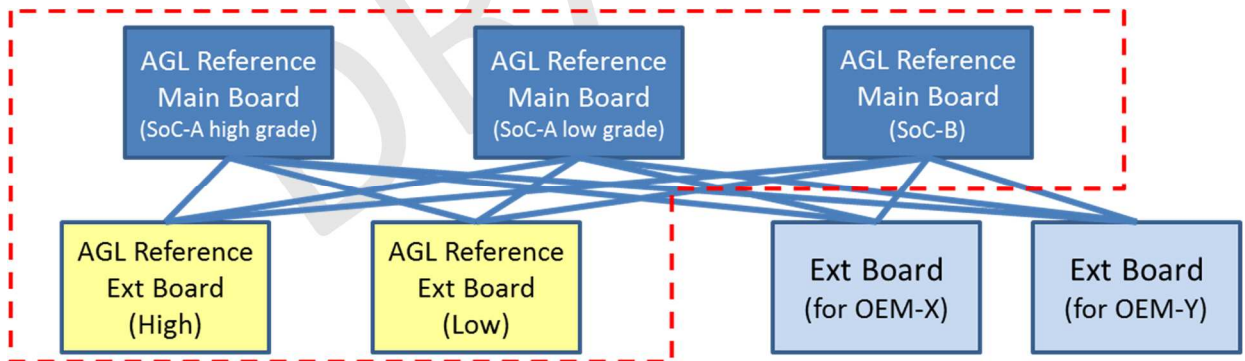 AGL Reference
Main Board
(SoC-A high grade)
AGL Reference
Main Board
(SoC-A low grade)
AGL Reference
Main Board
(SoC-B)
AGL Reference
Ext Board
(High)
AGL Reference
Ext Board
(Low)
Ext Board
(for OEM-X)
Ext Board
(for OEM-Y)